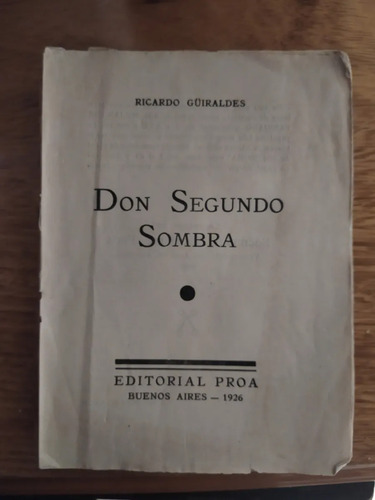 RICARDO GÜIRALDES
DON SEGUNDO
SOMBRA
EDITORIAL PROA
BUENOS AIRES — 1926